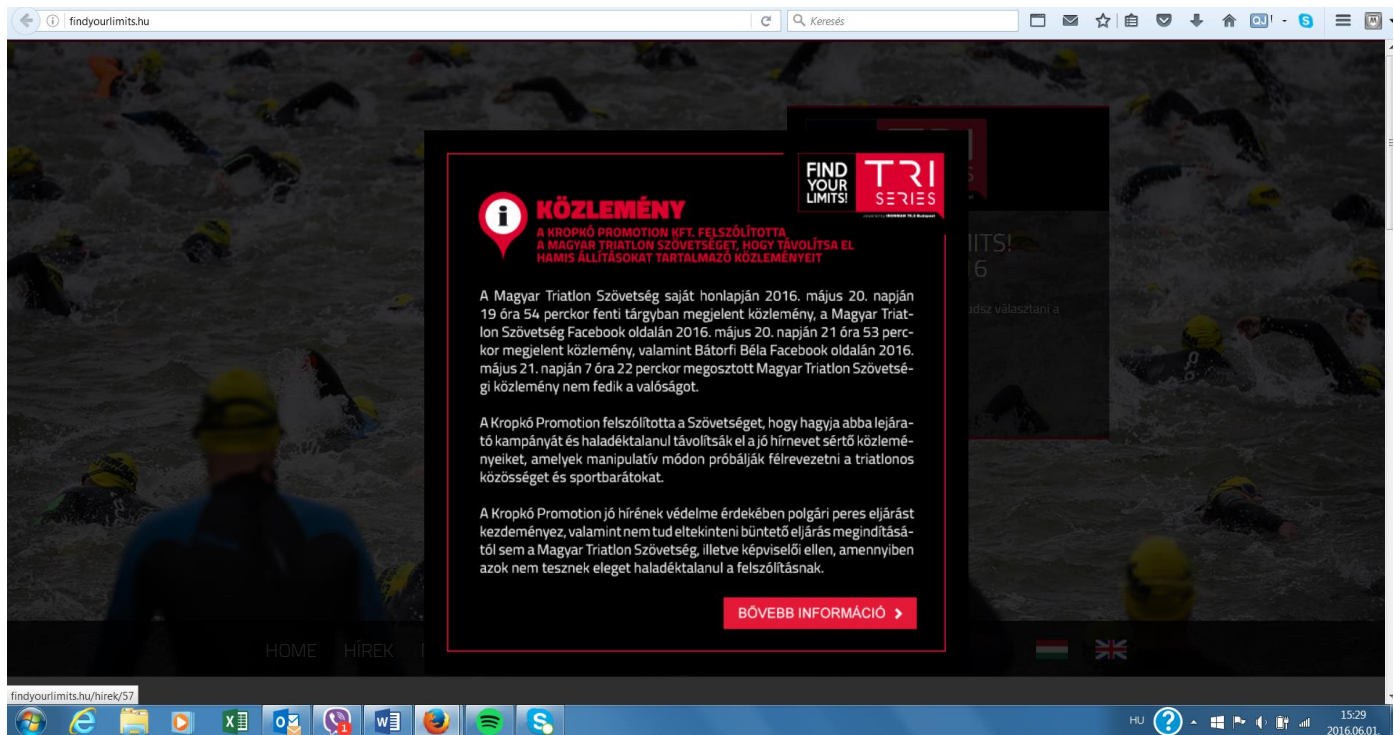 findyourlimits.hu
Keresés
FIND
YOUR
LIMITS!
TRI
SERIES
powered by IRONMAN 70.3 Budapest
KÖZLEMÉNY
A KROPKÓ PROMOTION KFT. FELSZÓLÍTOTTA
A MAGYAR TRIATLON SZÖVETSÉGET, HOGY TÁVOLÍTSA EL
HAMIS ÁLLÍTÁSOKAT TARTALMAZÓ KÖZLEMÉNYEIT
A Magyar Triatlon Szövetség saját honlapján 2016. május 20. napján
19 óra 54 perckor fenti tárgyban megjelent közlemény, a Magyar Triat-
lon Szövetség Facebook oldalán 2016. május 20. napján 21 óra 53 perc-
kor megjelent közlemény, valamint Bátorfi Béla Facebook oldalán 2016.
május 21. napján 7 óra 22 perckor megosztott Magyar Triatlon Szövetsé-
gi közlemény nem fedik a valóságot.
A Kropkó Promotion felszólította a Szövetséget, hogy hagyja abba lejára-
tó kampányát és haladéktalanul távolítsák el a jó hírnevet sértő közlemé-
nyeiket, amelyek manipulatív módon próbálják félrevezetni a triatlonos
közösséget és sportbarátokat.
A Kropkó Promotion jó hírének védelme érdekében polgári peres eljárást
kezdeményez, valamint nem tud eltekinteni büntető eljárás megindításá-
tól sem a Magyar Triatlon Szövetség, illetve képviselői ellen, amennyiben
azok nem tesznek eleget haladéktalanul a felszólításnak.
BŐVEBB INFORMÁCIÓ
ITS!
6
udsz választani a
HOME HÍREK
findyourlimits.hu/hirek/57
HU
15:29
2016.06.01.